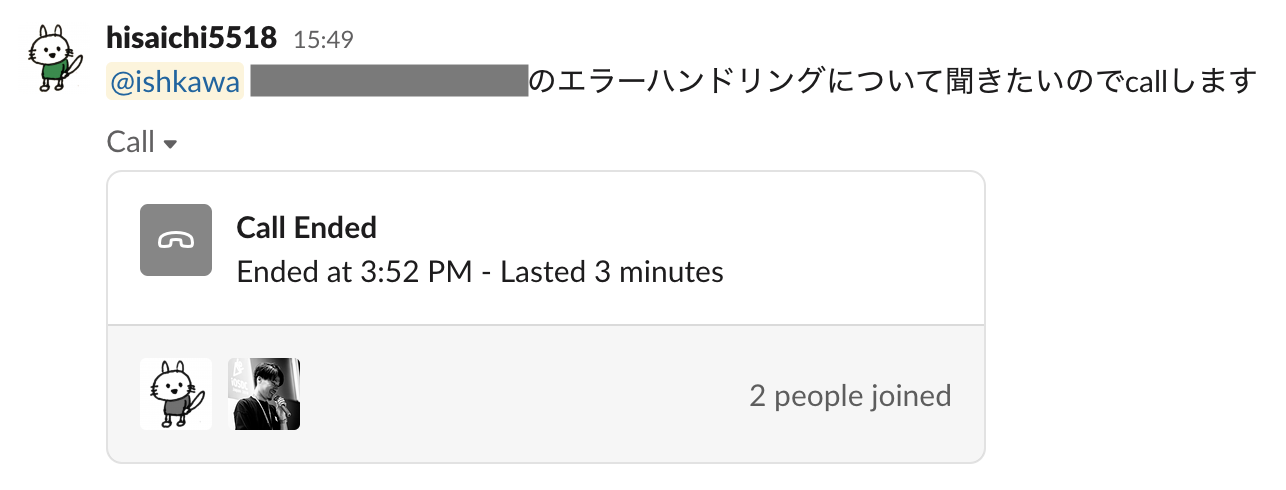 hisaichi5518 15:49
@ishkawa のエラーハンドリングについて聞きたいのでcallします
Call
Call Ended
Ended at 3:52 PM - Lasted 3 minutes
2 people joined